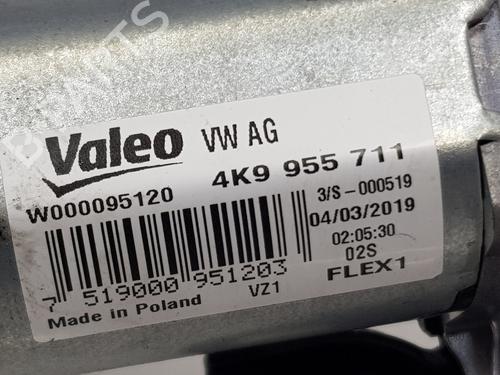 Valeo VW AG
W000095120 4K9 955 711
3/S-000519
04/03/2019
02:05:30
02S
FLEX1
7 519000 951203
VZ1
Made in Poland